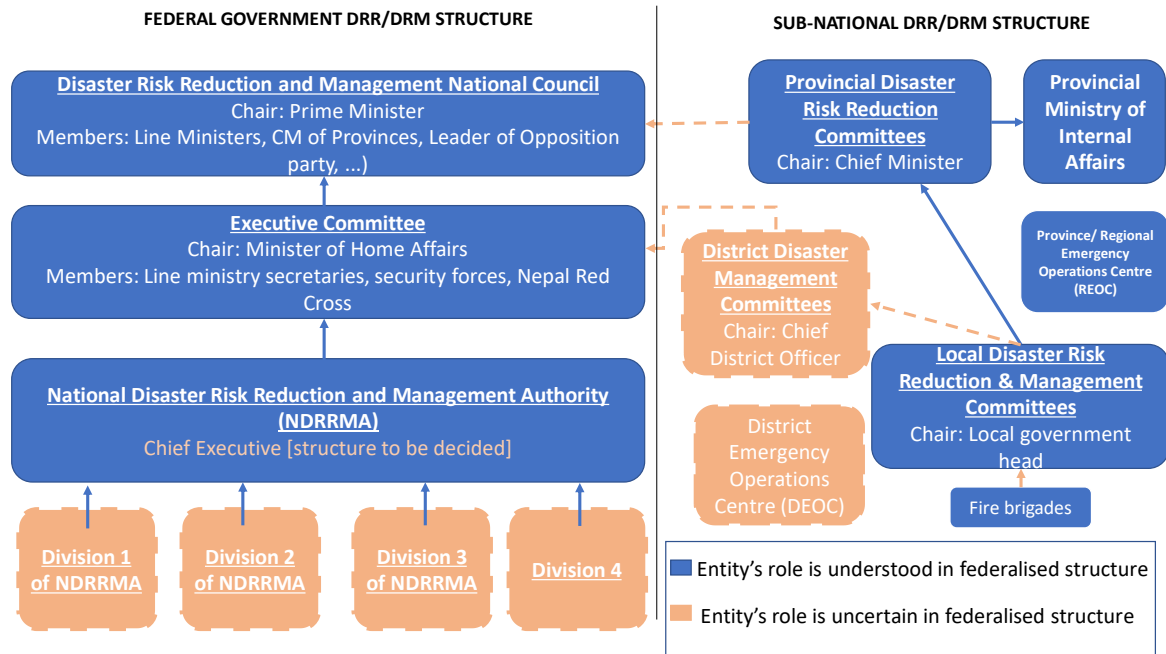 FEDERAL GOVERNMENT DRR/DRM STRUCTURE
Disaster Risk Reduction and Management National Council
Chair: Prime Minister
Members: Line Ministers, CM of Provinces, Leader of Opposition
party, ...)
Executive Committee
Chair: Minister of Home Affairs
Members: Line ministry secretaries, security forces, Nepal Red
Cross
National Disaster Risk Reduction and Management Authority
(NDRRMA)
Chief Executive [structure to be decided]
Division 1
of NDRRMA
Division 2
of NDRRMA
Division 3
of NDRRMA
Division 4
SUB-NATIONAL DRR/DRM STRUCTURE
Provincial Disaster
Risk Reduction
Committees
Chair: Chief Minister
Provincial
Ministry of
Internal
Affairs
Province/ Regional
Emergency
Operations Centre
(REOC)
District Disaster
Management
Committees
Chair: Chief
District Officer
Local Disaster Risk
Reduction & Management
Committees
Chair: Local government
head
District
Emergency
Operations
Centre (DEOC)
Fire brigades
Entity's role is understood in federalised structure
Entity's role is uncertain in federalised structure